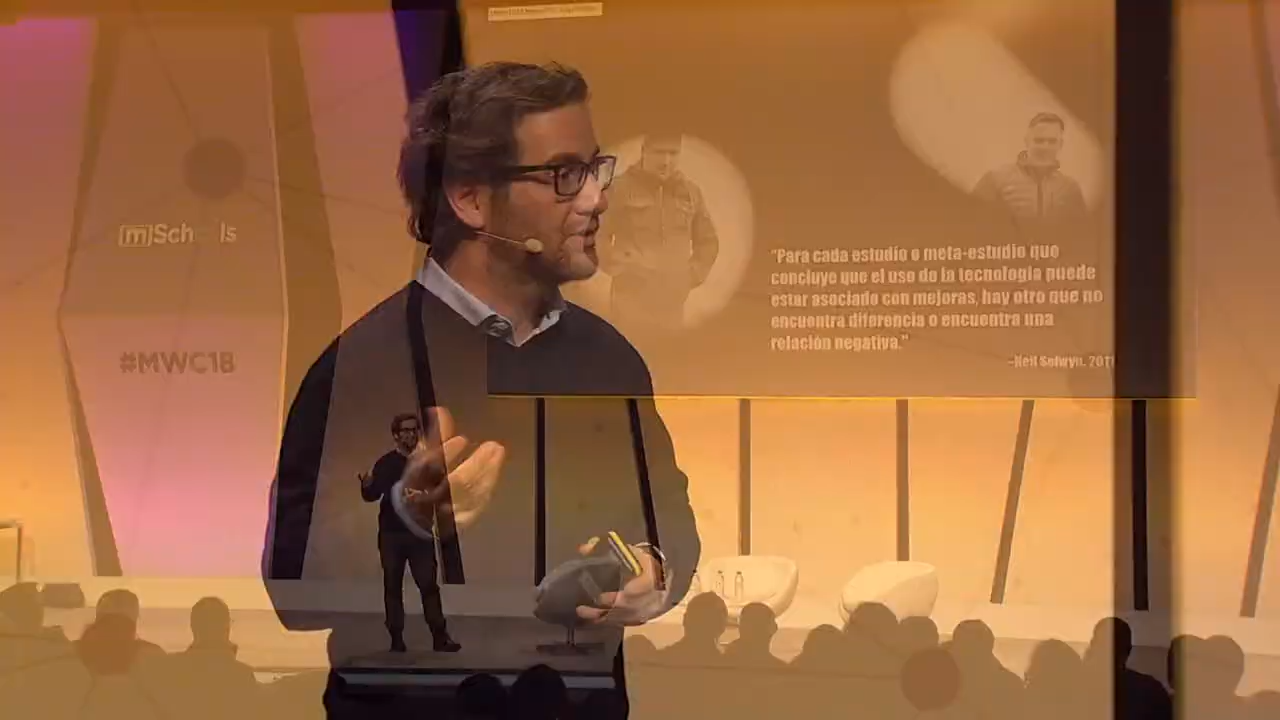 [m]Sch ls
#MWC18
"Para cada estudio o meta-estudio que
concluye que el uso de la tecnología puede
estar asociado con mejoras, hay otro que no
encuentra diferencia o encuentra una
relación negativa."
–Neil Selwyn, 201